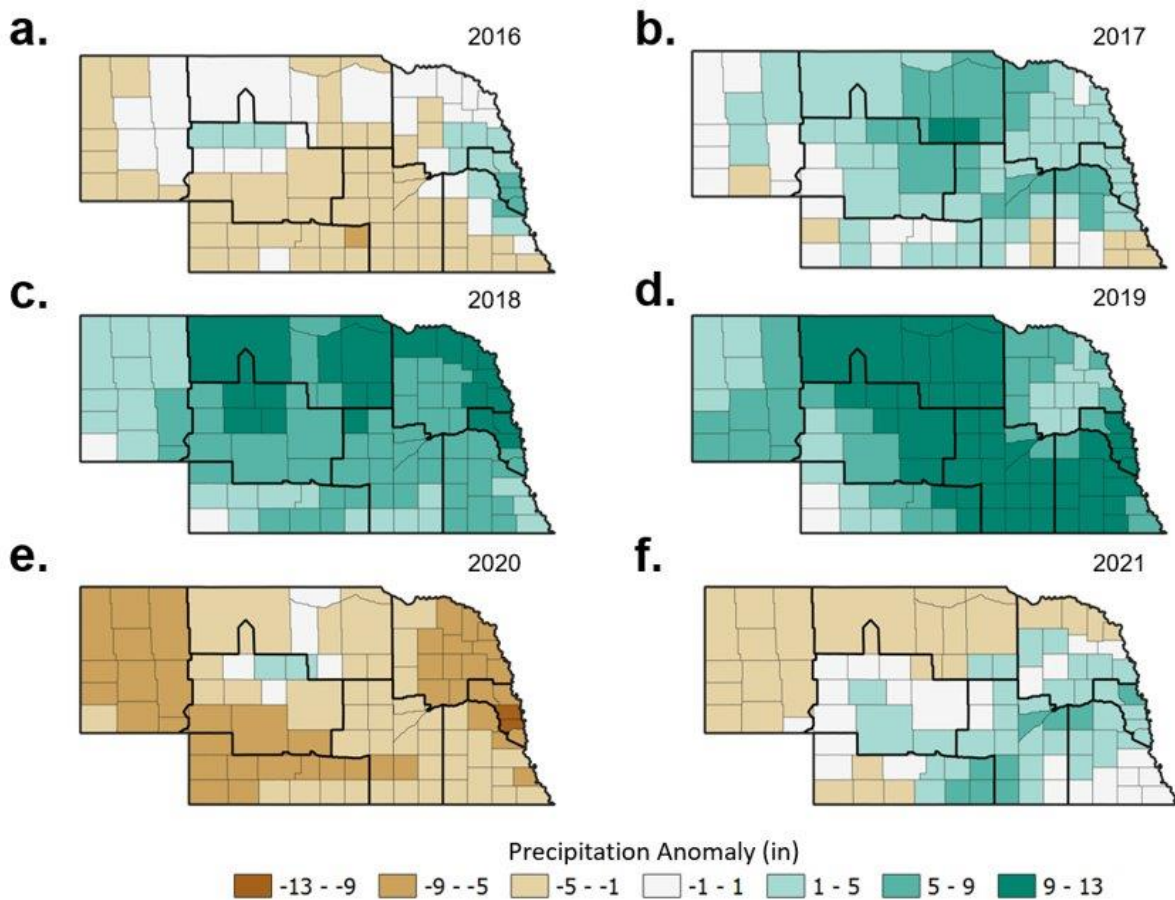 a.
2016
b.
2017
c.
2018
d.
2019
e.
2020
f.
2021
Precipitation Anomaly (in)
-13 - -9 -9 - -5 -5 - -1 -1 - 1 1 - 5 5 - 9 9 - 13